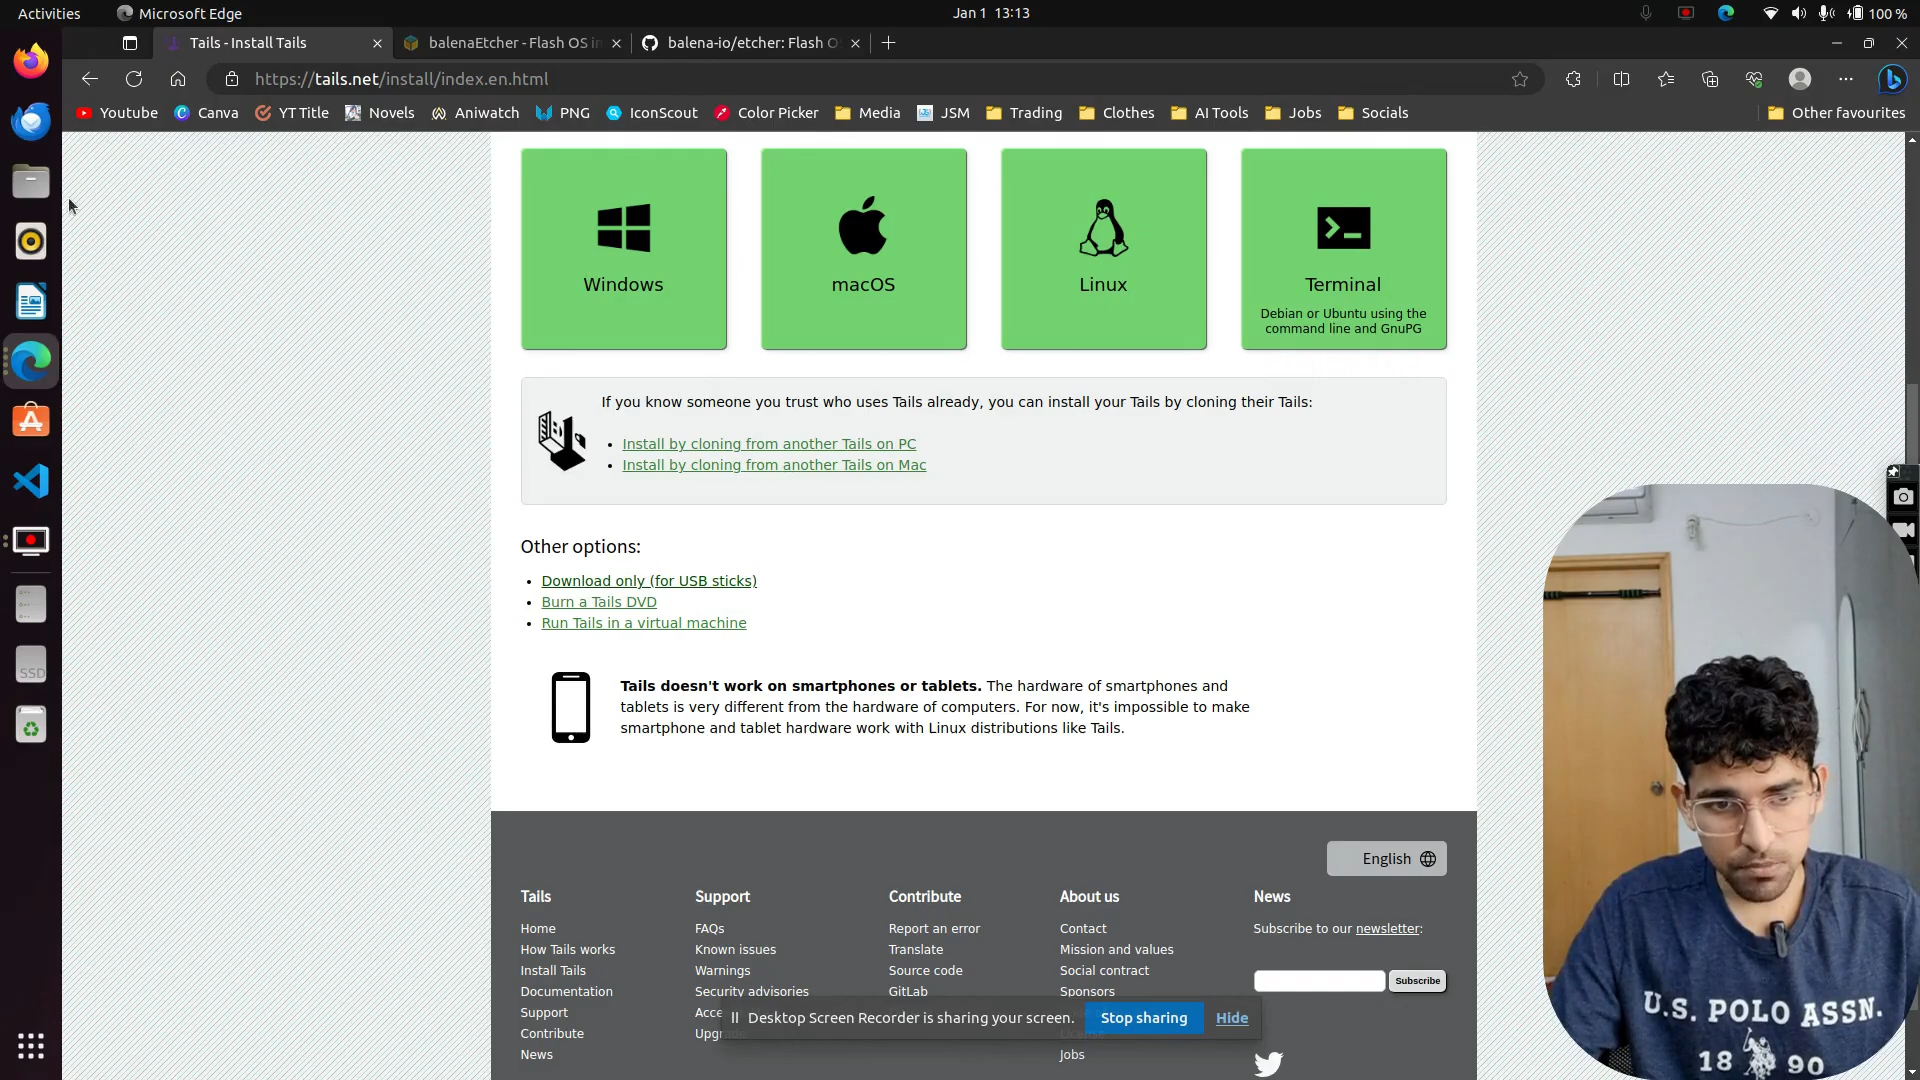 Activities
Microsoft Edge
Jan 1 13:13
100 %
Tails - Install Tails
balenaEtcher - Flash OS i
balena-io/etcher: Flash O
https://tails.net/install/index.en.html
Youtube
Canva
YT Title
Novels
Aniwatch
PNG
IconScout
Color Picker
Media
JSM
Trading
Clothes
AI Tools
Jobs
Socials
Other favourites
Windows
macOS
Linux
Terminal
Debian or Ubuntu using the
command line and GnuPG
If you know someone you trust who uses Tails already, you can install your Tails by cloning their Tails:
• Install by cloning from another Tails on PC
• Install by cloning from another Tails on Mac
Other options:
• Download only (for USB sticks)
• Burn a Tails DVD
• Run Tails in a virtual machine
Tails doesn't work on smartphones or tablets. The hardware of smartphones and
tablets is very different from the hardware of computers. For now, it's impossible to make
smartphone and tablet hardware work with Linux distributions like Tails.
English
Tails
Home
How Tails works
Install Tails
Documentation
Support
Contribute
News
Support
FAQs
Known issues
Warnings
Security advisories
Acce
Upgr
Contribute
Report an error
Translate
Source code
GitLab
About us
Contact
Mission and values
Social contract
Sponsors
Jobs
News
Subscribe to our newsletter:
Subscribe
Desktop Screen Recorder is sharing your screen.
Stop sharing
Hide
SSD
U.S. POLO ASSN.
18 90